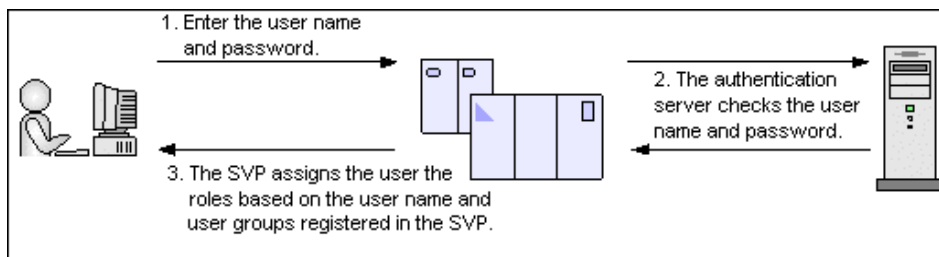 1. Enter the user name
and password.
2. The authentication
server checks the user
name and password.
3. The SVP assigns the user the
roles based on the user name and
user groups registered in the SVP.